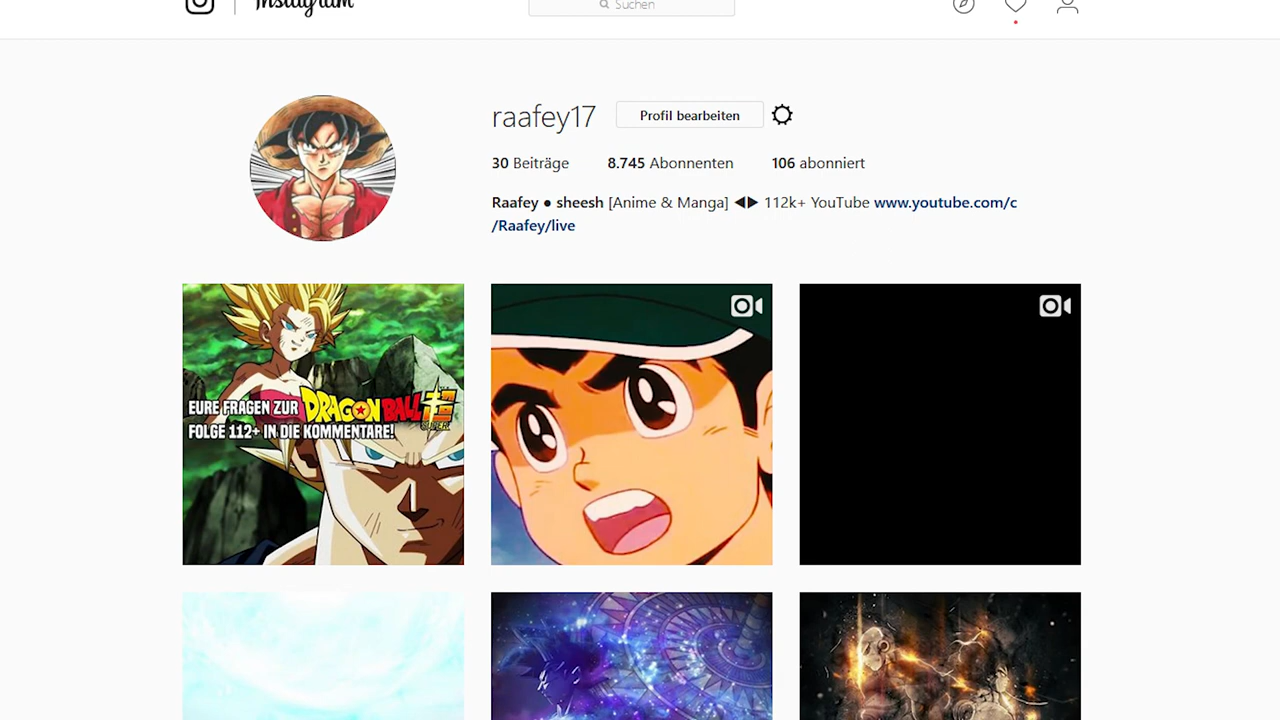 Instagram
Suchen
raafey17 Profil bearbeiten
30 Beiträge 8.745 Abonnenten 106 abonniert
Raafey ● sheesh [Anime & Manga] ◀▶ 112k+ YouTube www.youtube.com/c
/Raafey/live
EURE FRAGEN ZUR DRAGON BALL SUPER
FOLGE 112+ IN DIE KOMMENTARE!